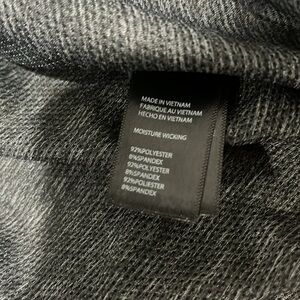 MADE IN VIETNAM
FABRIQUÉ AU VIETNAM
HECHO EN VIETNAM
MOISTURE WICKING
92%POLYESTER
8%SPANDEX
92%POLYESTER
8%SPANDEX
92%POLIESTER
8%SPANDEX